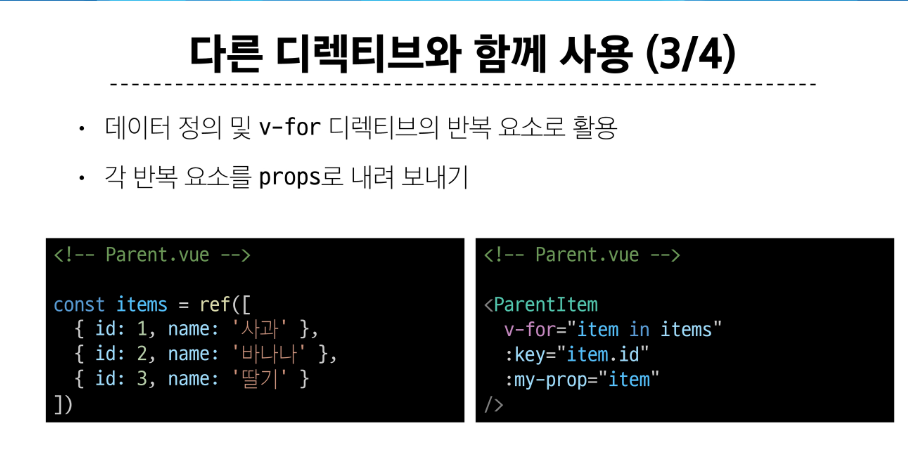 다른 디렉티브와 함께 사용 (3/4)
• 데이터 정의 및 v-for 디렉티브의 반복 요소로 활용
• 각 반복 요소를 props로 내려 보내기
<!-- Parent.vue -->
const items = ref([
  { id: 1, name: '사과' },
  { id: 2, name: '바나나' },
  { id: 3, name: '딸기' }
])
<!-- Parent.vue -->
<ParentItem
  v-for="item in items"
  :key="item.id"
  :my-prop="item"
/>